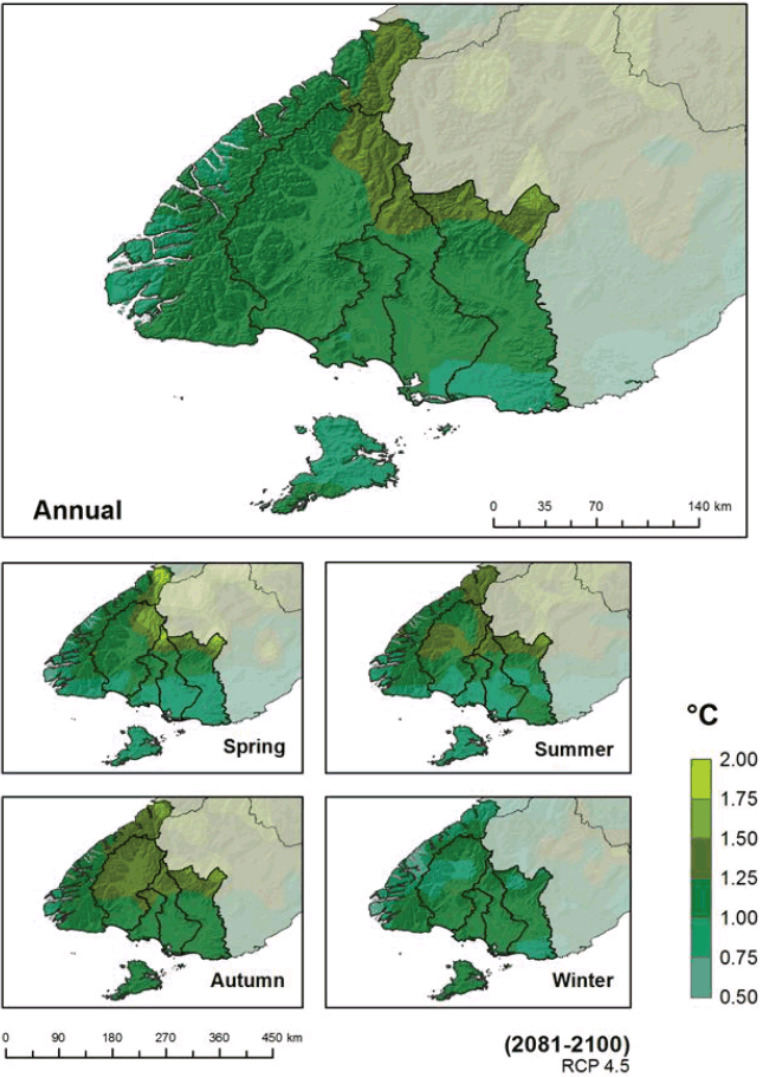 Annual
0 35 70 140 km
Spring
Summer
°C
2.00
1.75
1.50
1.25
1.00
0.75
0.50
Autumn
Winter
0 90 180 270 360 450 km
(2081-2100)
RCP 4.5